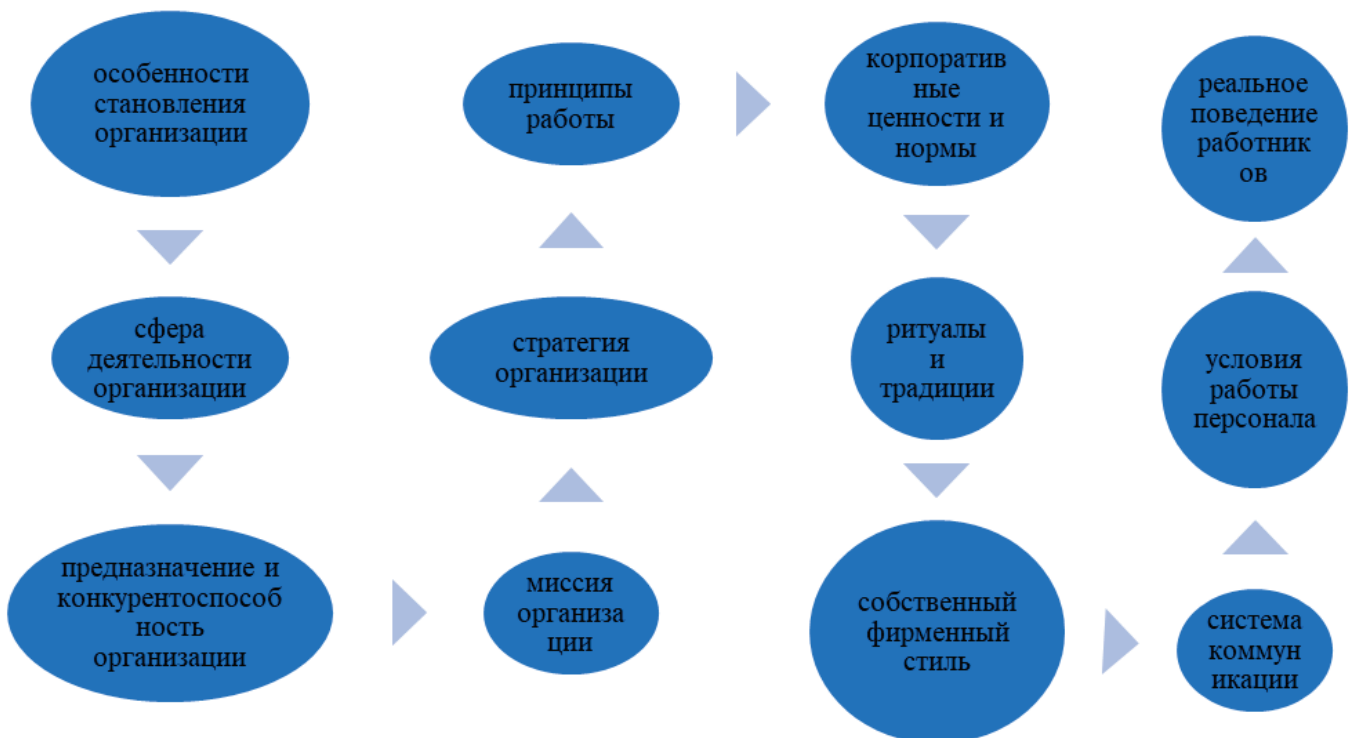 особенности
становления
организации
сфера
деятельности
организации
предназначение и
конкурентоспособ
ность
организации
миссия
организа
ции
стратегия
организации
принципы
работы
корпоратив
ные
ценности и
нормы
ритуалы
и
традиции
собственный
фирменный
стиль
система
коммун
икации
условия
работы
персонала
реальное
поведение
работник
ов